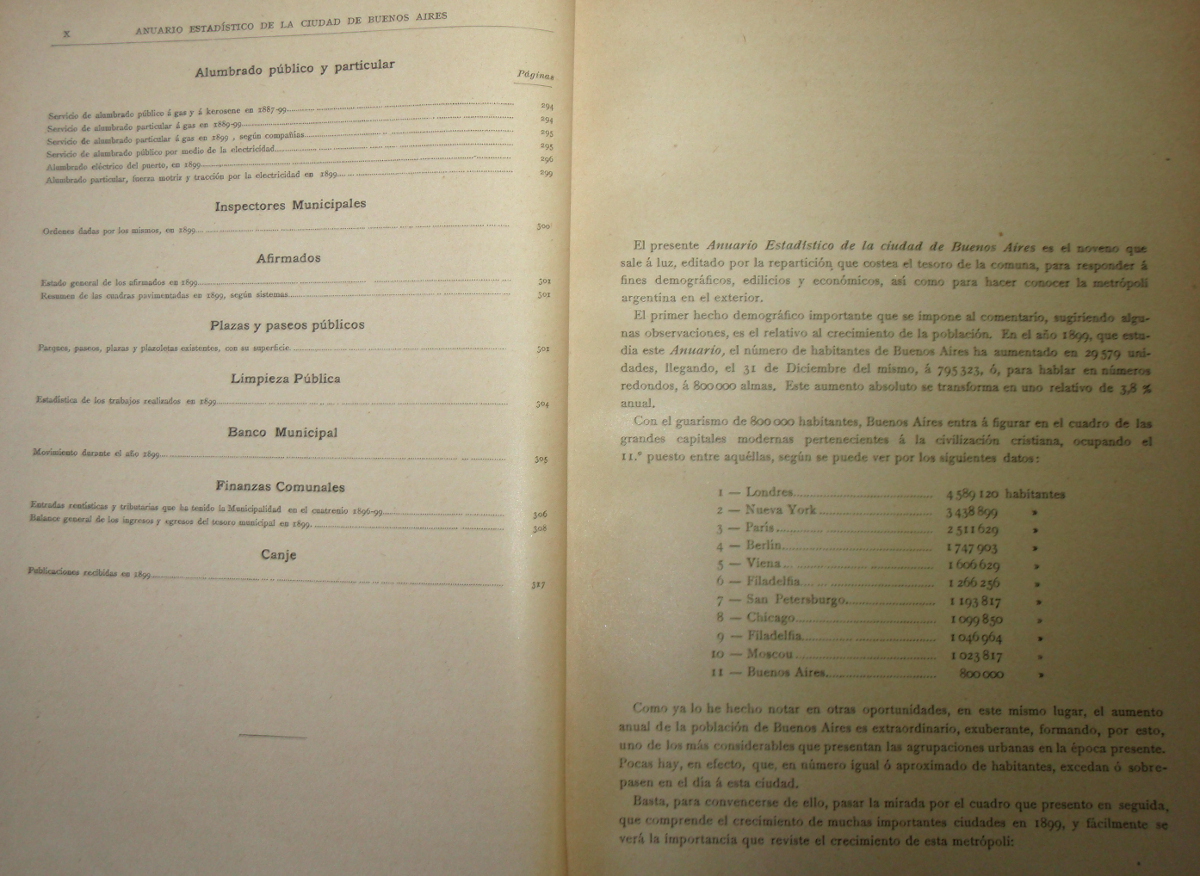 X
ANUARIO ESTADÍSTICO DE LA CIUDAD DE BUENOS AIRES
Alumbrado público y particular
Páginas
Servicio de alumbrado público á gas y á kerosene en 1887-99 294
Servicio de alumbrado particular á gas en 1889-99 294
Servicio de alumbrado particular á gas en 1899, según compañías 295
Servicio de alumbrado público por medio de la electricidad 295
Alumbrado eléctrico del puerto, en 1899 296
Alumbrado particular, fuerza motriz y tracción por la electricidad en 1899 299
Inspectores Municipales
Ordenes dadas por los mismos, en 1899 300
Afirmados
Estado general de los afirmados en 1899 301
Resumen de las cuadras pavimentadas en 1899, según sistemas 301
Plazas y paseos públicos
Parques, paseos, plazas y plazoletas existentes, con su superficie 302
Limpieza Pública
Estadística de los trabajos realizados en 1899 304
Banco Municipal
Movimiento durante el año 1899 305
Finanzas Comunales
Entradas rentísticas y tributarias que ha tenido la Municipalidad en el cuatrenio 1896-99 306
Balance general de los ingresos y egresos del tesoro municipal en 1899. 308
Canje
Publicaciones recibidas en 1899 317
El presente Anuario Estadístico de la ciudad de Buenos Aires es el noveno que
sale á luz, editado por la repartición que costea el tesoro de la comuna, para responder á
fines demográficos, edilicios y económicos, así como para hacer conocer la metrópoli
argentina en el exterior.
El primer hecho demográfico importante que se impone al comentario, sugiriendo algu-
nas observaciones, es el relativo al crecimiento de la población. En el año 1899, que estu-
dia este Anuario, el número de habitantes de Buenos Aires ha aumentado en 29 579 uni-
dades, llegando, el 31 de Diciembre del mismo, á 795 323, ó, para hablar en números
redondos, á 800 000 almas. Este aumento absoluto se transforma en uno relativo de 3,8 %
anual.
Con el guarismo de 800 000 habitantes, Buenos Aires entra á figurar en el cuadro de las
grandes capitales modernas pertenecientes á la civilización cristiana, ocupando el
11.º puesto entre aquéllas, según se puede ver por los siguientes datos:
1 — Londres 4 589 120 habitantes
2 — Nueva York 3 438 899 »
3 — París 2 511 629 »
4 — Berlin 1 747 903 »
5 — Viena 1 606 629 »
6 — Filadelfia 1 266 256 »
7 — San Petersburgo 1 193 817 »
8 — Chicago 1 099 850 »
9 — Filadelfia 1 046 964 »
10 — Moscou 1 023 817 »
11 — Buenos Aires 800 000 »
Como ya lo he hecho notar en otras oportunidades, en este mismo lugar, el aumento
anual de la población de Buenos Aires es extraordinario, exuberante, formando, por esto,
uno de los más considerables que presentan las agrupaciones urbanas en la época presente.
Pocas hay, en efecto, que, en número igual ó aproximado de habitantes, excedan ó sobre-
pasen en el dia á esta ciudad.
Basta, para convencerse de ello, pasar la mirada por el cuadro que presento en seguida,
que comprende el crecimiento de muchas importantes ciudades en 1899, y fácilmente se
verá la importancia que reviste el crecimiento de esta metrópoli: